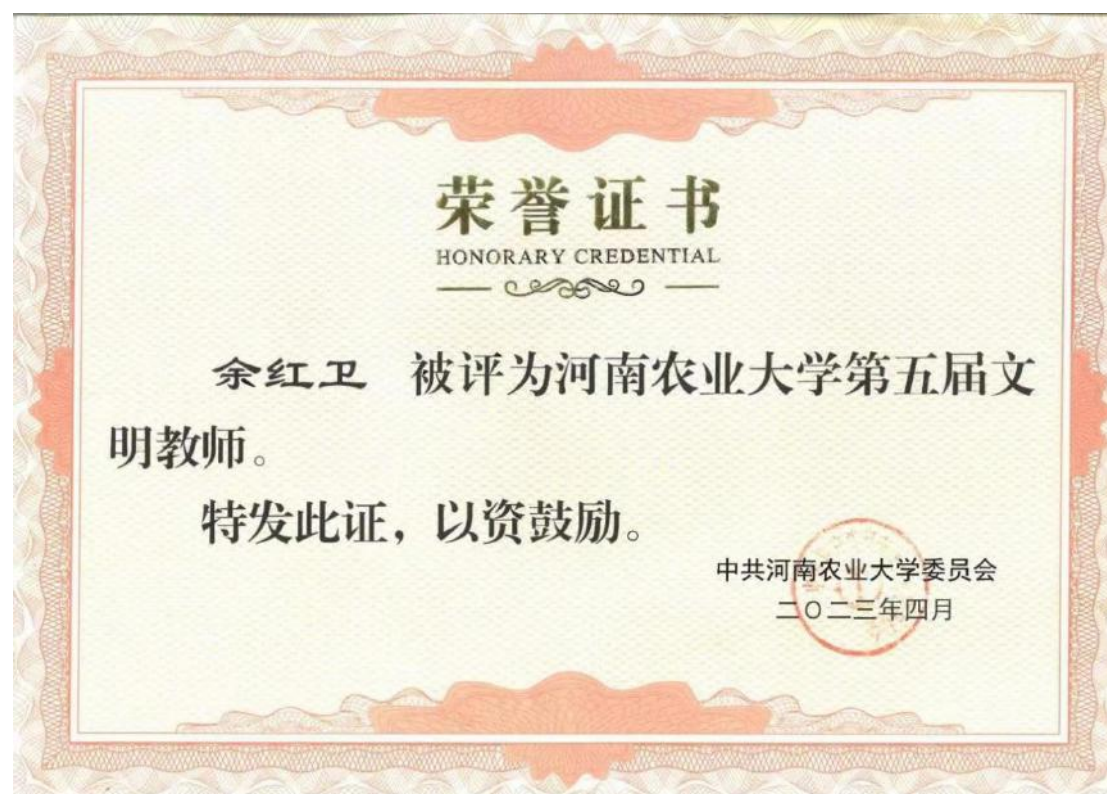 荣誉证书
HONORARY CREDENTIAL
余红卫 被评为河南农业大学第五届文
明教师。
特发此证，以资鼓励。
中共河南农业大学委员会
二〇二三年四月